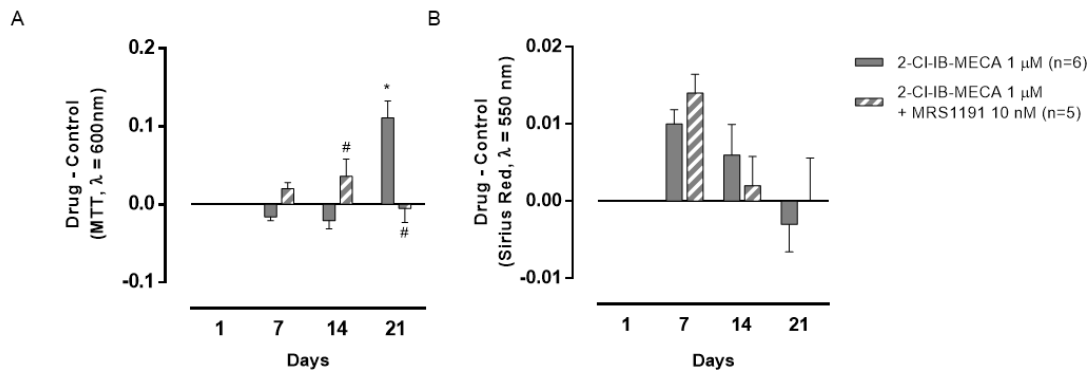 A
Drug - Control
(MTT, λ = 600nm)
0.2
0.1
0.0
-0.1
*
#
#
1 7 14 21
Days
B
Drug - Control
(Sirius Red, λ = 550 nm)
0.02
0.01
0.00
-0.01
1 7 14 21
Days
2-Cl-IB-MECA 1 μM (n=6)
2-Cl-IB-MECA 1 μM
+ MRS1191 10 nM (n=5)